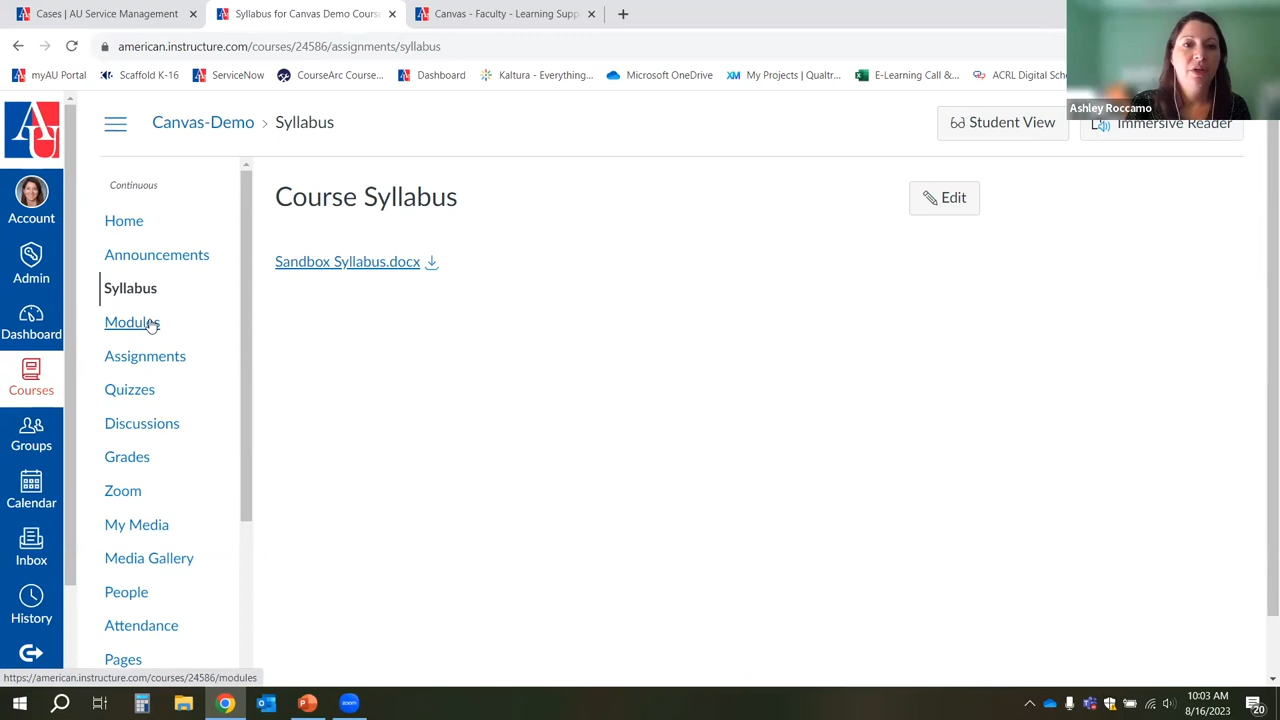 Cases | AU Service Management
Syllabus for Canvas Demo Cours
Canvas - Faculty - Learning Supp
american.instructure.com/courses/24586/assignments/syllabus
myAU Portal
Scaffold K-16
ServiceNow
CourseArc Course...
Dashboard
Kaltura - Everything...
Microsoft OneDrive
My Projects | Qualtr...
E-Learning Call &...
ACRL Digital Sch
Ashley Roccamo
AU
Canvas-Demo > Syllabus
Student View
Immersive Reader
Account
Admin
Dashboard
Courses
Groups
Calendar
Inbox
History
Continuous
Home
Announcements
Syllabus
Modules
Assignments
Quizzes
Discussions
Grades
Zoom
My Media
Media Gallery
People
Attendance
Pages
Course Syllabus
Edit
Sandbox Syllabus.docx
https://american.instructure.com/courses/24586/modules
zoom
10:03 AM
8/16/2023
20